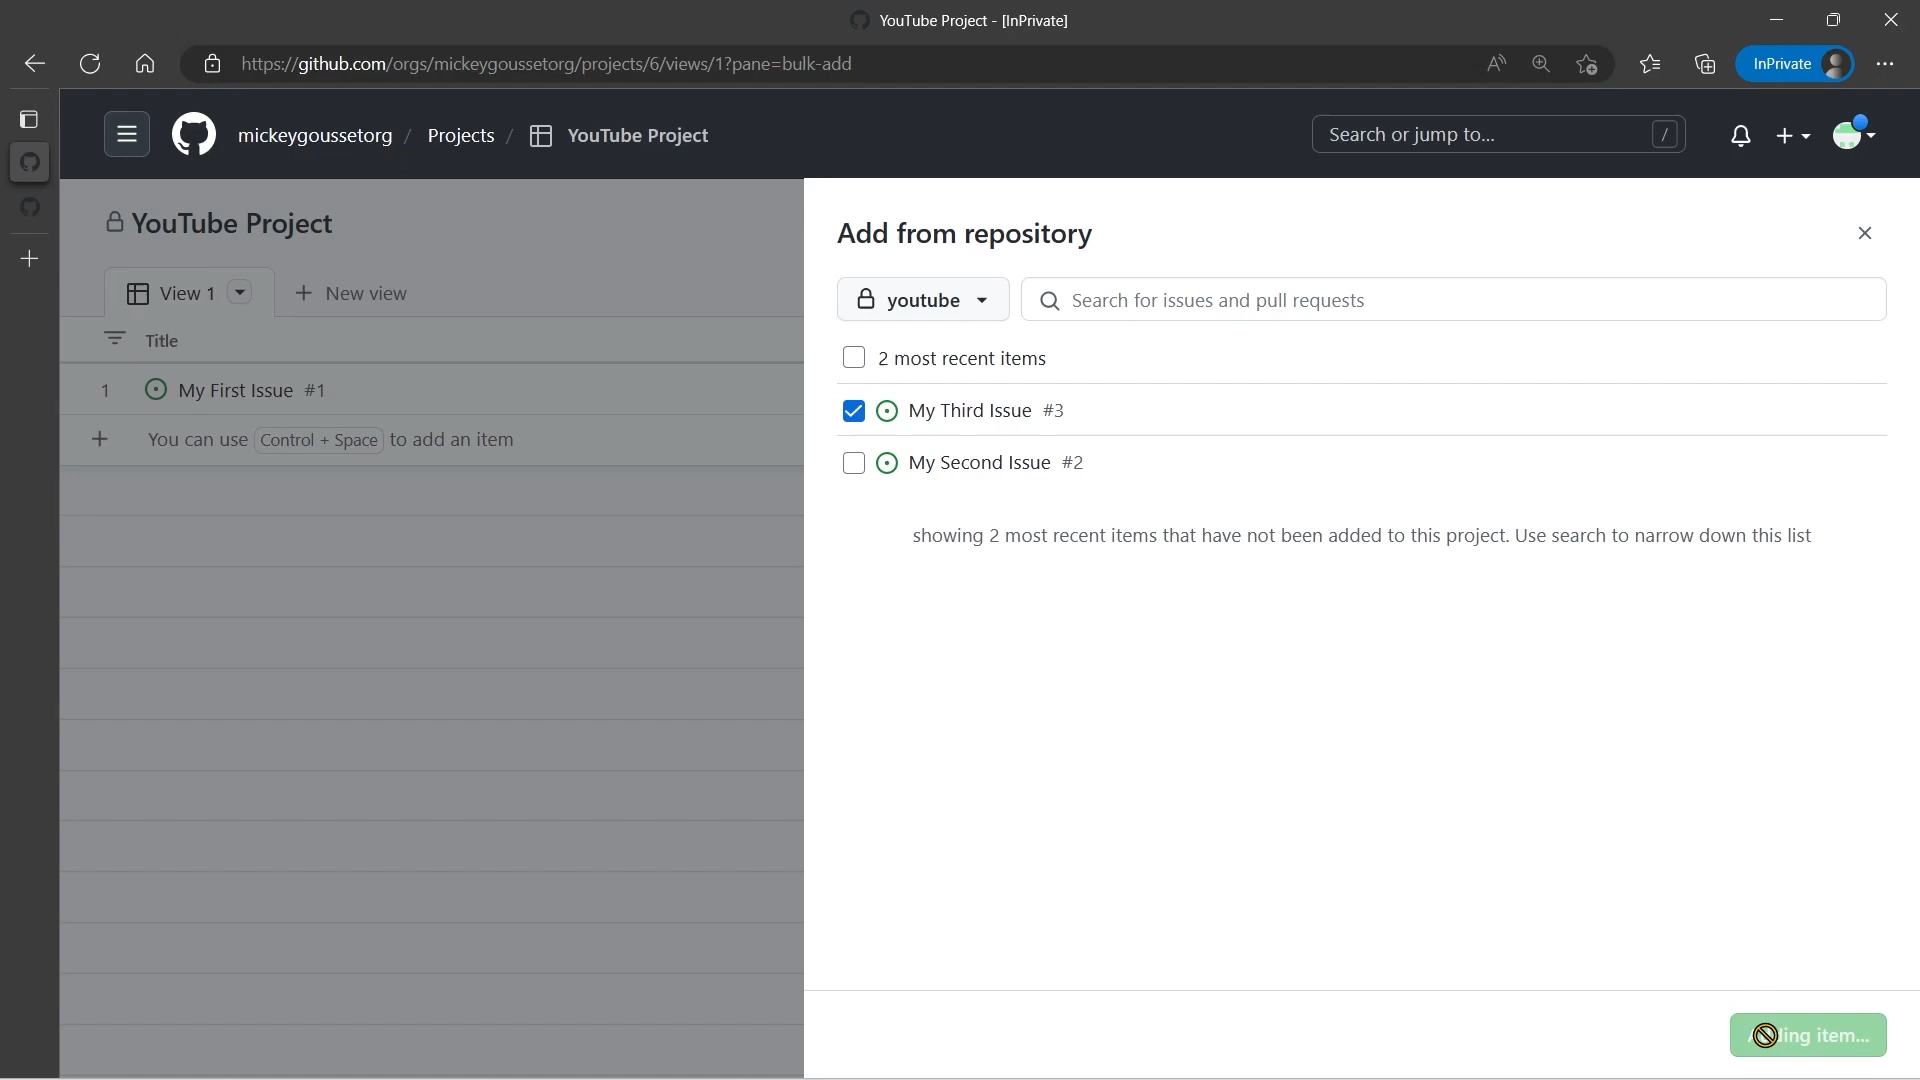 YouTube Project - [InPrivate]
https://github.com/orgs/mickeygoussetorg/projects/6/views/1?pane=bulk-add
InPrivate
mickeygoussetorg / Projects / YouTube Project
Search or jump to... /
YouTube Project
View 1
New view
Title
1 My First Issue #1
You can use Control + Space to add an item
Add from repository
youtube
Search for issues and pull requests
2 most recent items
My Third Issue #3
My Second Issue #2
showing 2 most recent items that have not been added to this project. Use search to narrow down this list
item...